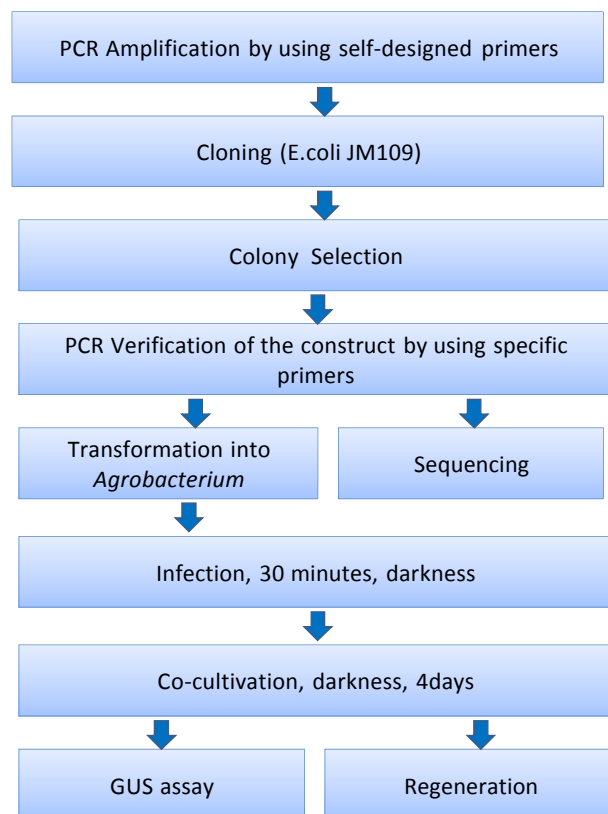 PCR Amplification by using self-designed primers
Cloning (E.coli JM109)
Colony Selection
PCR Verification of the construct by using specific
primers
Transformation into
Agrobacterium
Sequencing
Infection, 30 minutes, darkness
Co-cultivation, darkness, 4days
GUS assay
Regeneration